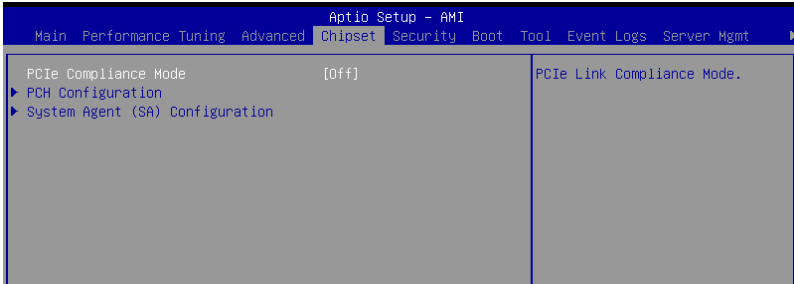 Aptio Setup – AMI
Main Performance Tuning Advanced Chipset Security Boot Tool Event Logs Server Mgmt
PCIe Compliance Mode [Off] PCIe Link Compliance Mode.
PCH Configuration
System Agent (SA) Configuration